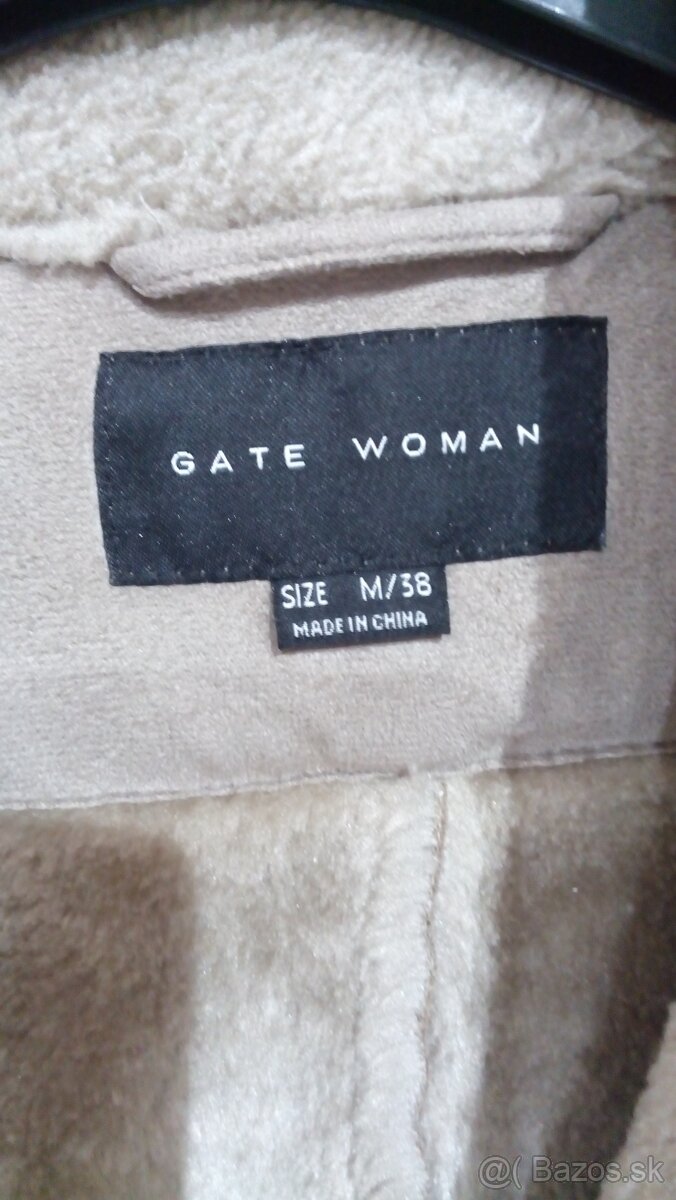 GATE WOMAN
SIZE M/38
MADE IN CHINA
@( Bazos.sk